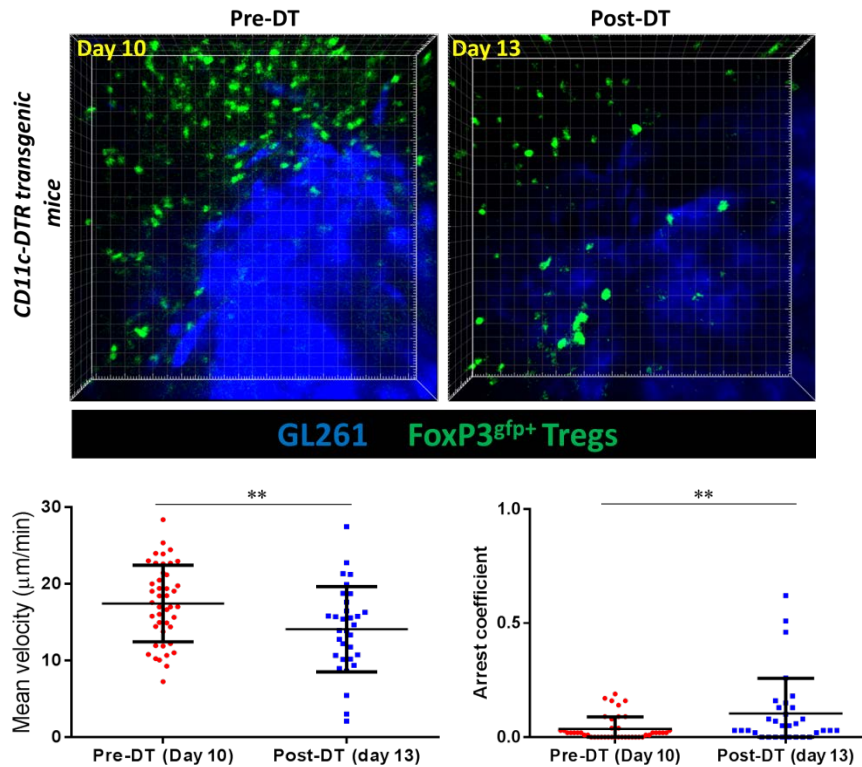 Pre-DT
Post-DT
Day 10
Day 13
CD11c-DTR transgenic
mice
GL261 FoxP3gfp+ Tregs
**
30
20
10
0
Mean velocity (μm/min)
Pre-DT (Day 10)
Post-DT (day 13)
**
1.0
0.5
0.0
Arrest coefficient
Pre-DT (Day 10)
Post-DT (day 13)